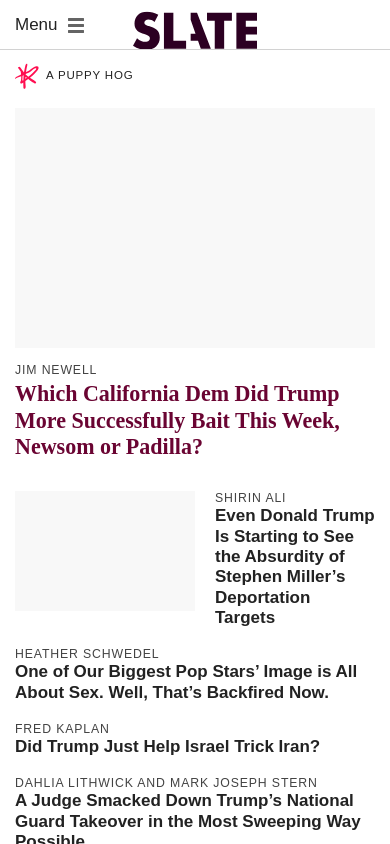 Menu
SLATE
A PUPPY HOG
JIM NEWELL
Which California Dem Did Trump
More Successfully Bait This Week,
Newsom or Padilla?
SHIRIN ALI
Even Donald Trump
Is Starting to See
the Absurdity of
Stephen Miller’s
Deportation
Targets
HEATHER SCHWEDEL
One of Our Biggest Pop Stars’ Image is All
About Sex. Well, That’s Backfired Now.
FRED KAPLAN
Did Trump Just Help Israel Trick Iran?
DAHLIA LITHWICK AND MARK JOSEPH STERN
A Judge Smacked Down Trump’s National
Guard Takeover in the Most Sweeping Way
Possible